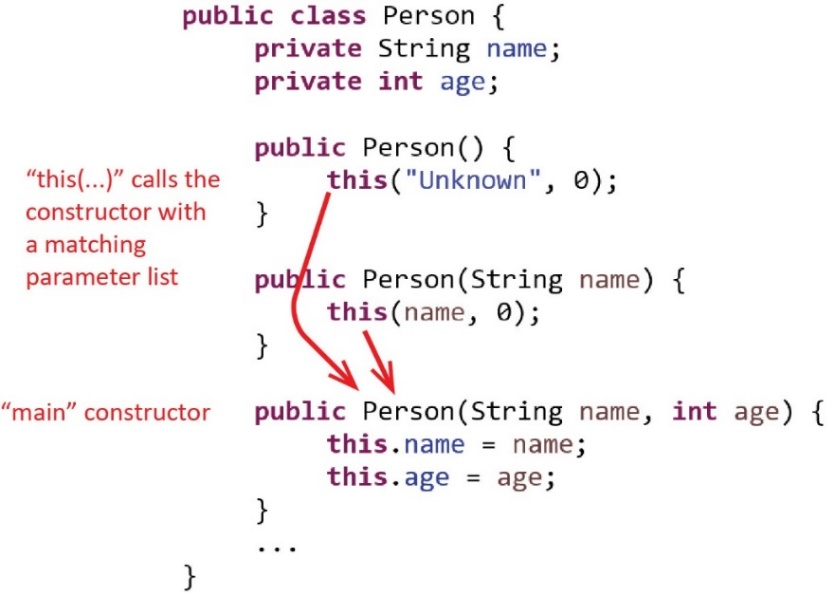 public class Person {
private String name;
private int age;
public Person() {
this("Unknown", 0);
}
“this(...)” calls the
constructor with
a matching
parameter list
public Person(String name) {
this(name, 0);
}
“main” constructor
public Person(String name, int age) {
this.name = name;
this.age = age;
}
...
}